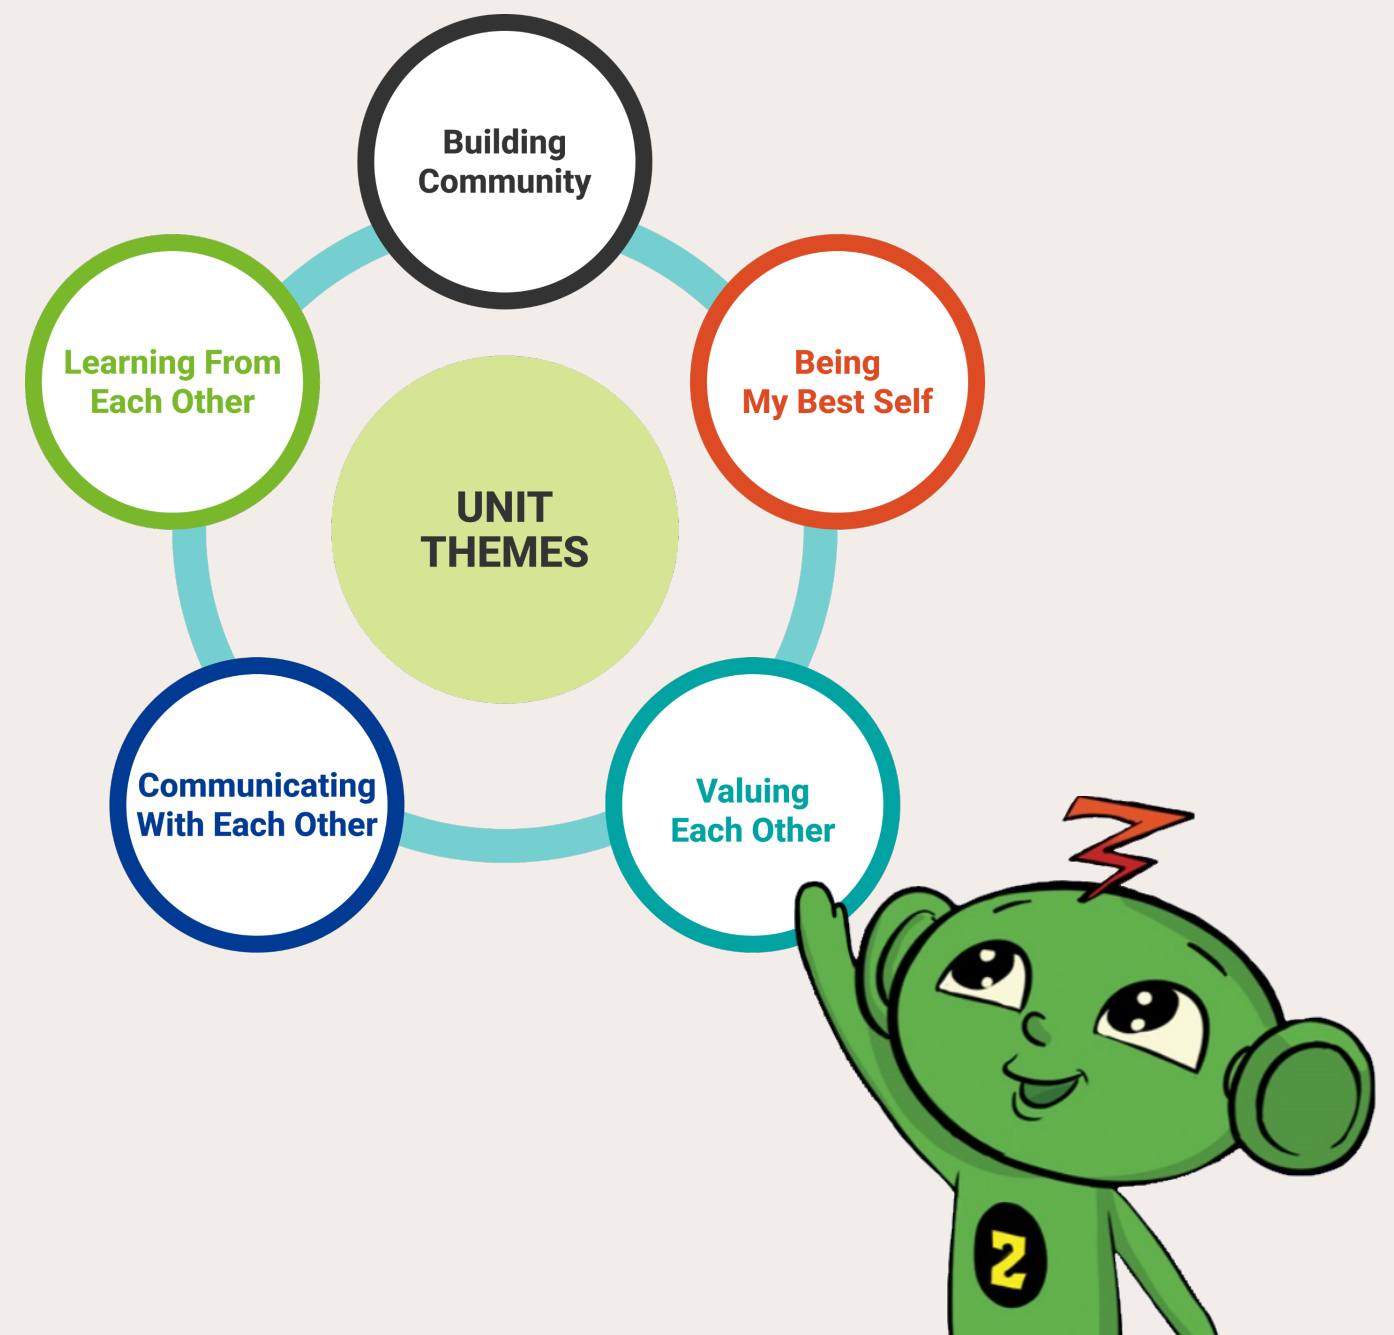 Building
Community
Being
My Best Self
Valuing
Each Other
Communicating
With Each Other
Learning From
Each Other
UNIT
THEMES
Z